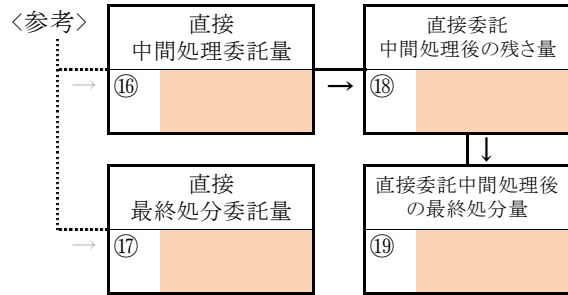 <参考>
直接
中間処理委託量
⑯
→
→
直接委託
中間処理後の残さ量
⑱
↓
直接
最終処分委託量
⑰
→
直接委託中間処理後
の最終処分量
⑲